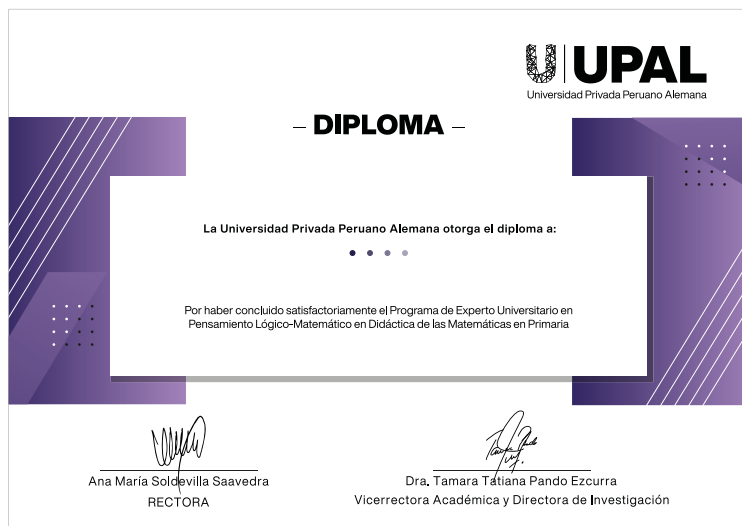 UPAL
Universidad Privada Peruano Alemana
– DIPLOMA –
La Universidad Privada Peruano Alemana otorga el diploma a:
Por haber concluido satisfactoriamente el Programa de Experto Universitario en
Pensamiento Lógico-Matemático en Didáctica de las Matemáticas en Primaria
Ana María Soldevilla Saavedra
RECTORA
Dra. Tamara Tatiana Pando Ezcurra
Vicerrectora Académica y Directora de Investigación